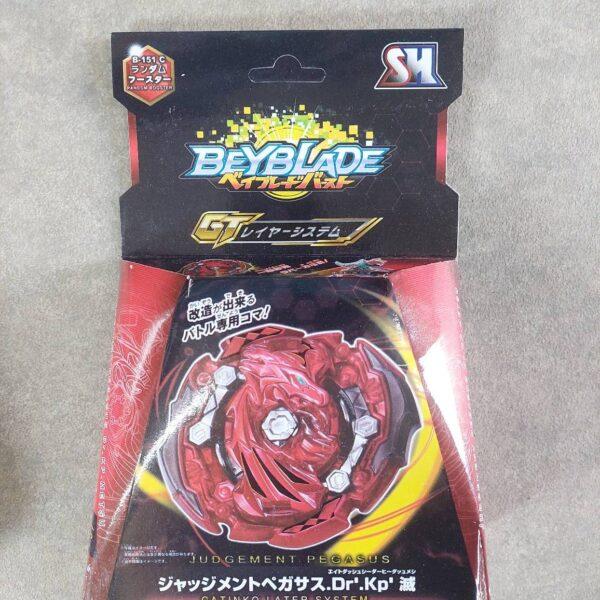 B-151 C
ランダム
ブースター
RANDOM BOOSTER
SH
BEYBLADE
ベイブレードバースト
GT レイヤーシステム
改造が出来る
バトル専用コマ!
JUDGEMENT PEGASUS
エイトダッシュシーダーヒーダッュメシ
ジャッジメントペガサス.Dr'.Kp' 滅
GATINKO LATER SYSTEM